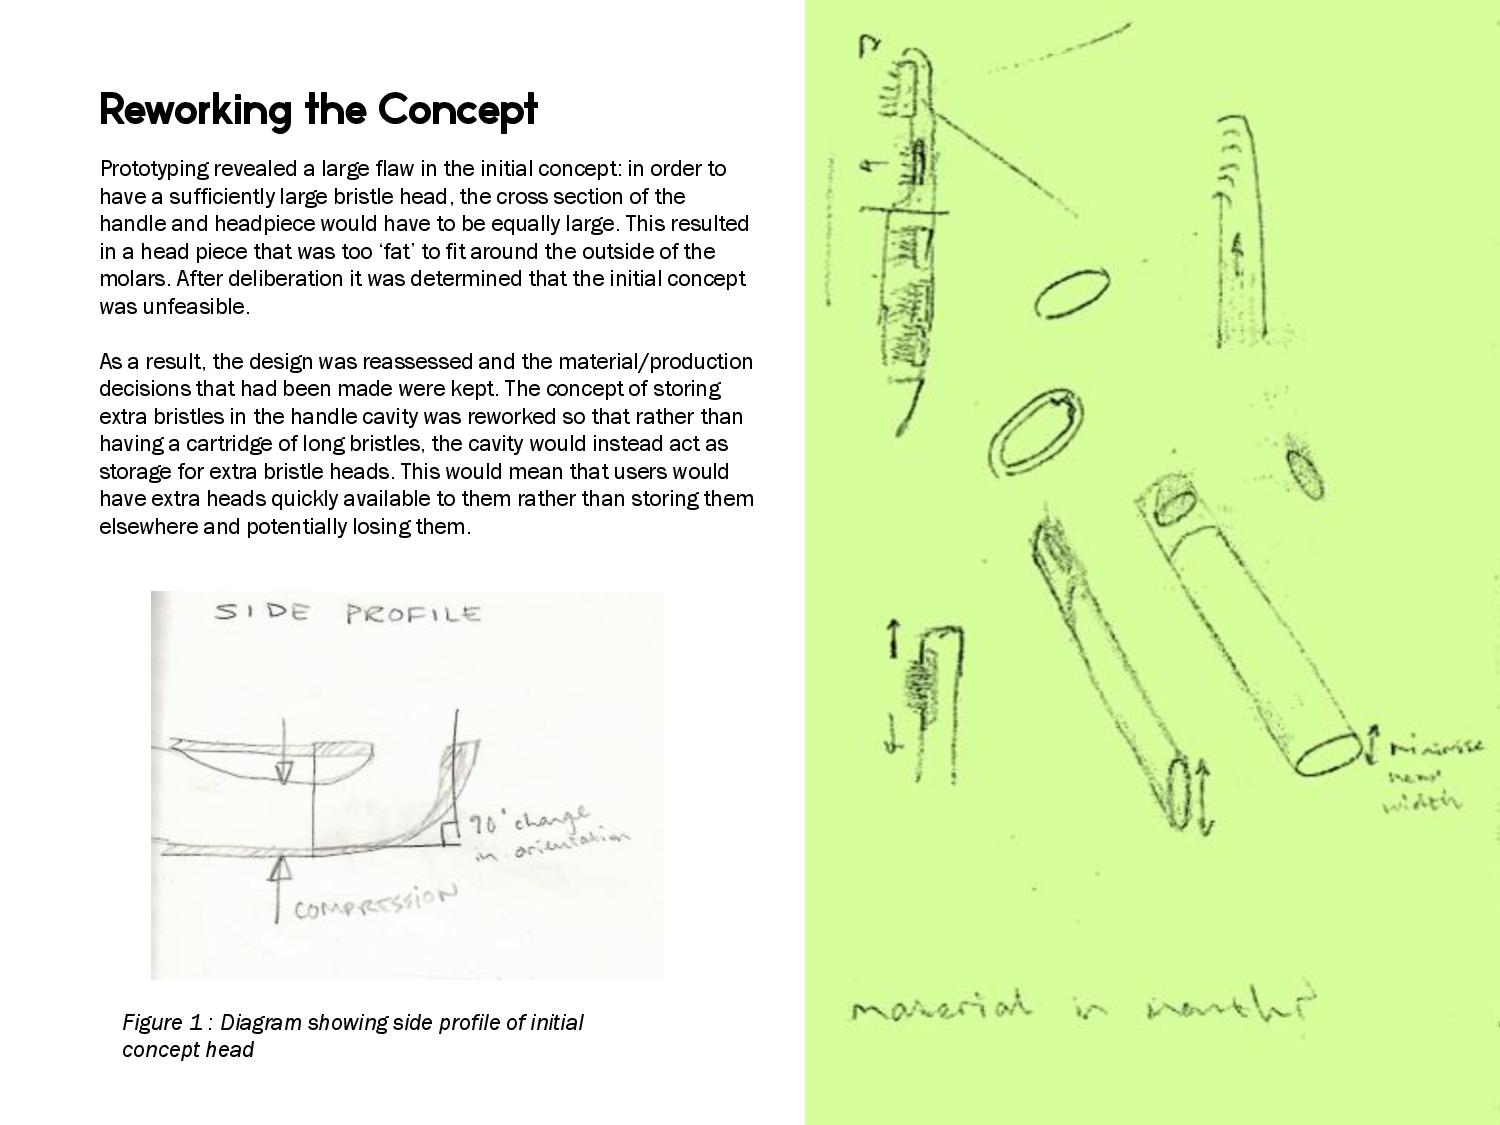 Reworking the Concept
Prototyping revealed a large flaw in the initial concept: in order to
have a sufficiently large bristle head, the cross section of the
handle and headpiece would have to be equally large. This resulted
in a head piece that was too ‘fat’ to fit around the outside of the
molars. After deliberation it was determined that the initial concept
was unfeasible.
As a result, the design was reassessed and the material/production
decisions that had been made were kept. The concept of storing
extra bristles in the handle cavity was reworked so that rather than
having a cartridge of long bristles, the cavity would instead act as
storage for extra bristle heads. This would mean that users would
have extra heads quickly available to them rather than storing them
elsewhere and potentially losing them.
SIDE PROFILE
90° change
in orientation
COMPRESSION
Figure 1 : Diagram showing side profile of initial
concept head
minimise
head
width
material in